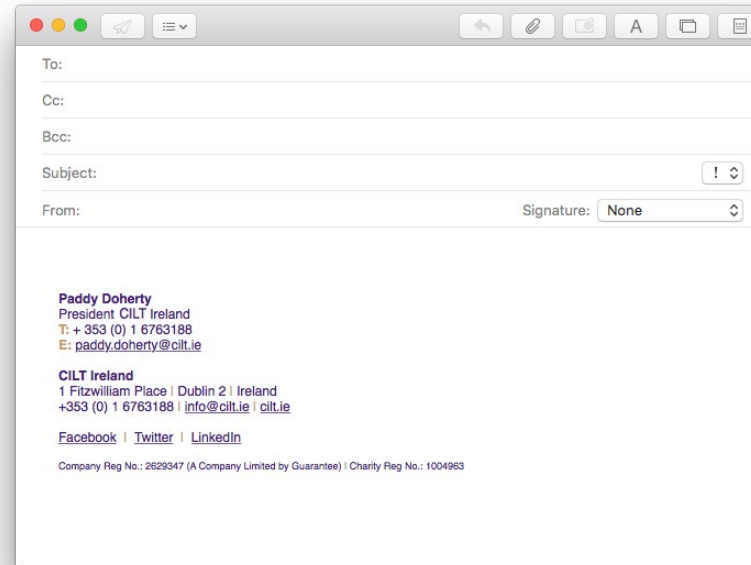 To:
Cc:
Bcc:
Subject: !
From: Signature: None
A
Paddy Doherty
President CILT Ireland
T: + 353 (0) 1 6763188
E: paddy.doherty@cilt.ie
CILT Ireland
1 Fitzwilliam Place | Dublin 2 | Ireland
+353 (0) 1 6763188 | info@cilt.ie | cilt.ie
Facebook | Twitter | LinkedIn
Company Reg No.: 2629347 (A Company Limited by Guarantee) | Charity Reg No.: 1004963